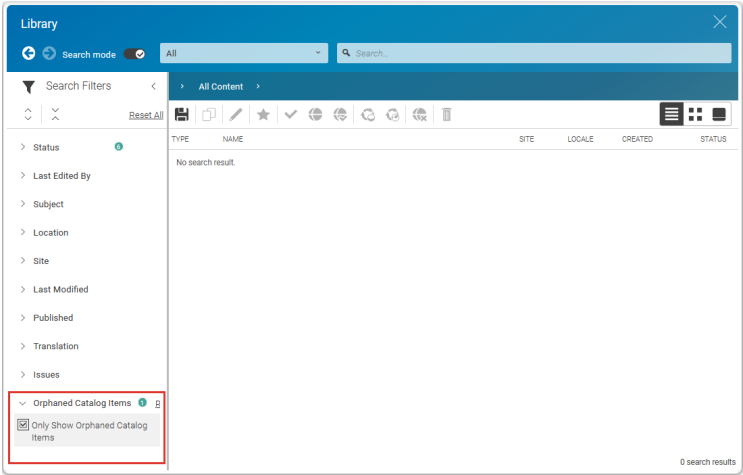 Library
Search mode
All
Search...
Search Filters
All Content
Reset All
TYPE NAME SITE LOCALE CREATED STATUS
No search result.
Status 6
Last Edited By
Subject
Location
Site
Last Modified
Published
Translation
Issues
Orphaned Catalog Items 1 R
Only Show Orphaned Catalog
Items
0 search results